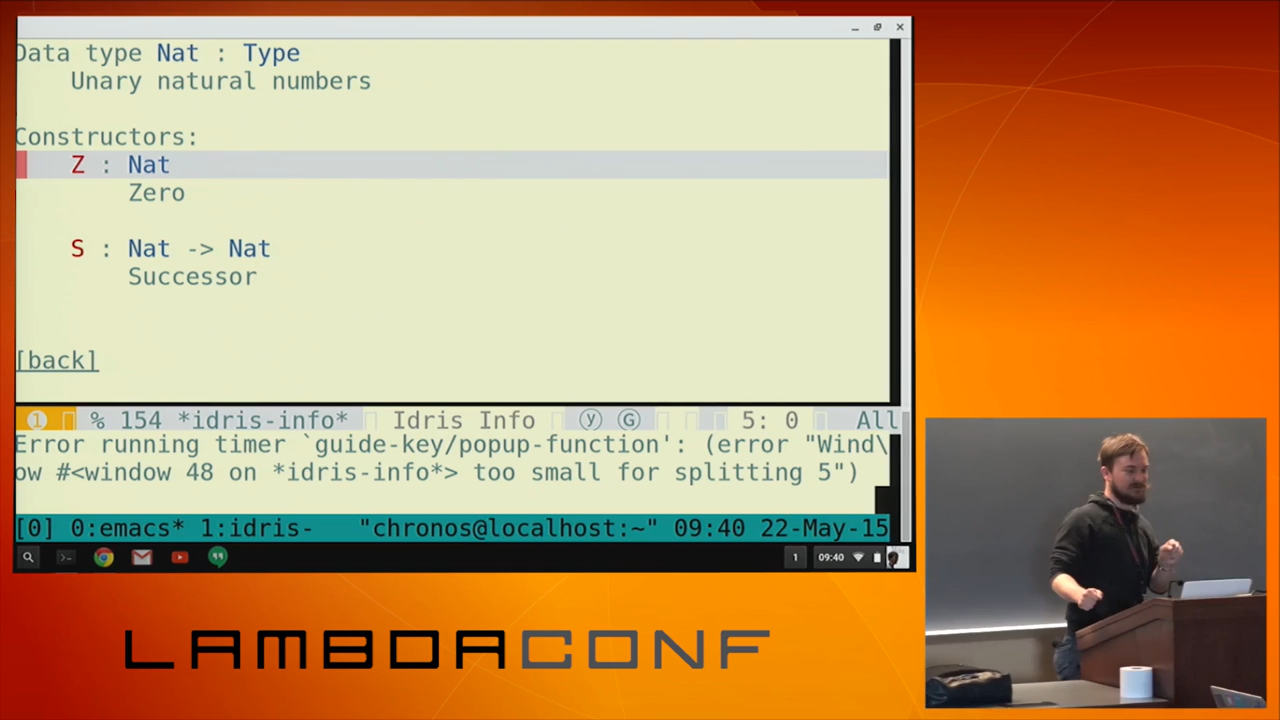 Data type Nat : Type
Unary natural numbers
Constructors:
Z : Nat
Zero
S : Nat -> Nat
Successor
[back]
1 % 154 *idris-info* Idris Info y G 5: 0 All
Error running timer `guide-key/popup-function': (error "Wind\
ow #<window 48 on *idris-info*> too small for splitting 5")
[0] 0:emacs* 1:idris- "chronos@localhost:~" 09:40 22-May-15
1 09:40
LAMBDACONF